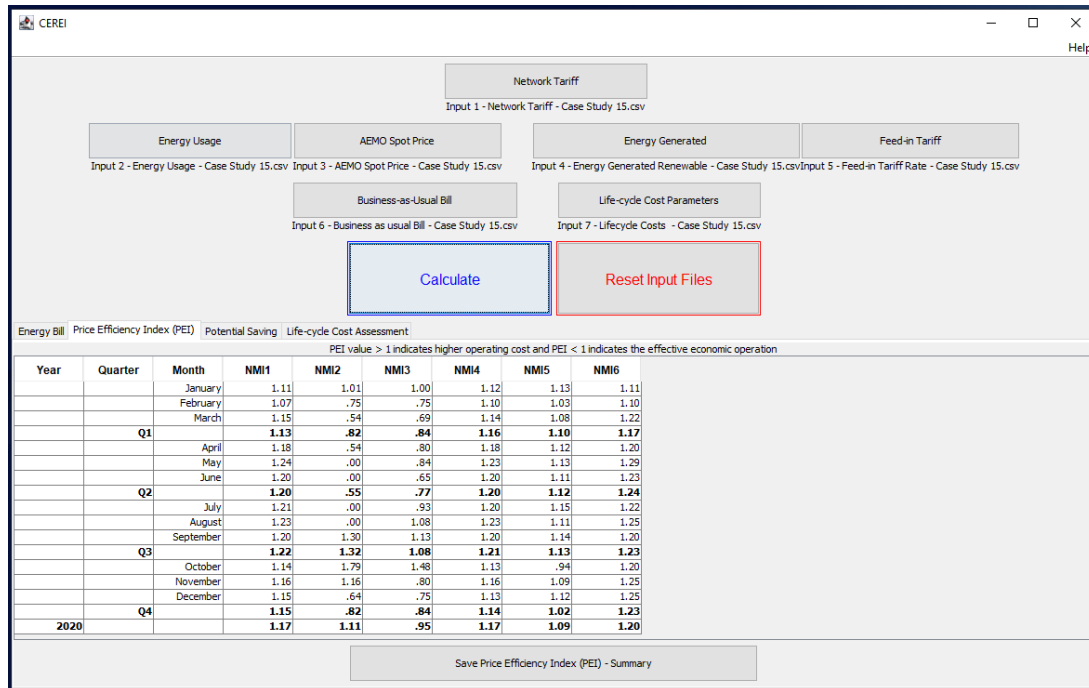 CEREI
Help
Network Tariff
Input 1 - Network Tariff - Case Study 15.csv
Energy Usage AEMO Spot Price Energy Generated Feed-in Tariff
Input 2 - Energy Usage - Case Study 15.csv Input 3 - AEMO Spot Price - Case Study 15.csv Input 4 - Energy Generated Renewable - Case Study 15.csv Input 5 - Feed-in Tariff Rate - Case Study 15.csv
Business-as-Usual Bill Life-cycle Cost Parameters
Input 6 - Business as usual Bill - Case Study 15.csv Input 7 - Lifecycle Costs - Case Study 15.csv
Calculate Reset Input Files
Energy Bill Price Efficiency Index (PEI) Potential Saving Life-cycle Cost Assessment
PEI value > 1 indicates higher operating cost and PEI < 1 indicates the effective economic operation
Year Quarter Month NMI1 NMI2 NMI3 NMI4 NMI5 NMI6
January 1.11 1.01 1.00 1.12 1.13 1.11
February 1.07 .75 .75 1.10 1.03 1.10
March 1.15 .54 .69 1.14 1.08 1.22
Q1 1.13 .82 .84 1.16 1.10 1.17
April 1.18 .54 .80 1.18 1.12 1.20
May 1.24 .00 .84 1.23 1.13 1.29
June 1.20 .00 .65 1.20 1.11 1.23
Q2 1.20 .55 .77 1.20 1.12 1.24
July 1.21 .00 .93 1.20 1.15 1.22
August 1.23 .00 1.08 1.23 1.11 1.25
September 1.20 1.30 1.13 1.20 1.14 1.20
Q3 1.22 1.32 1.08 1.21 1.13 1.23
October 1.14 1.79 1.48 1.13 .94 1.20
November 1.16 1.16 .80 1.16 1.09 1.25
December 1.15 .64 .75 1.13 1.12 1.25
Q4 1.15 .82 .84 1.14 1.02 1.23
2020 1.17 1.11 .95 1.17 1.09 1.20
Save Price Efficiency Index (PEI) - Summary